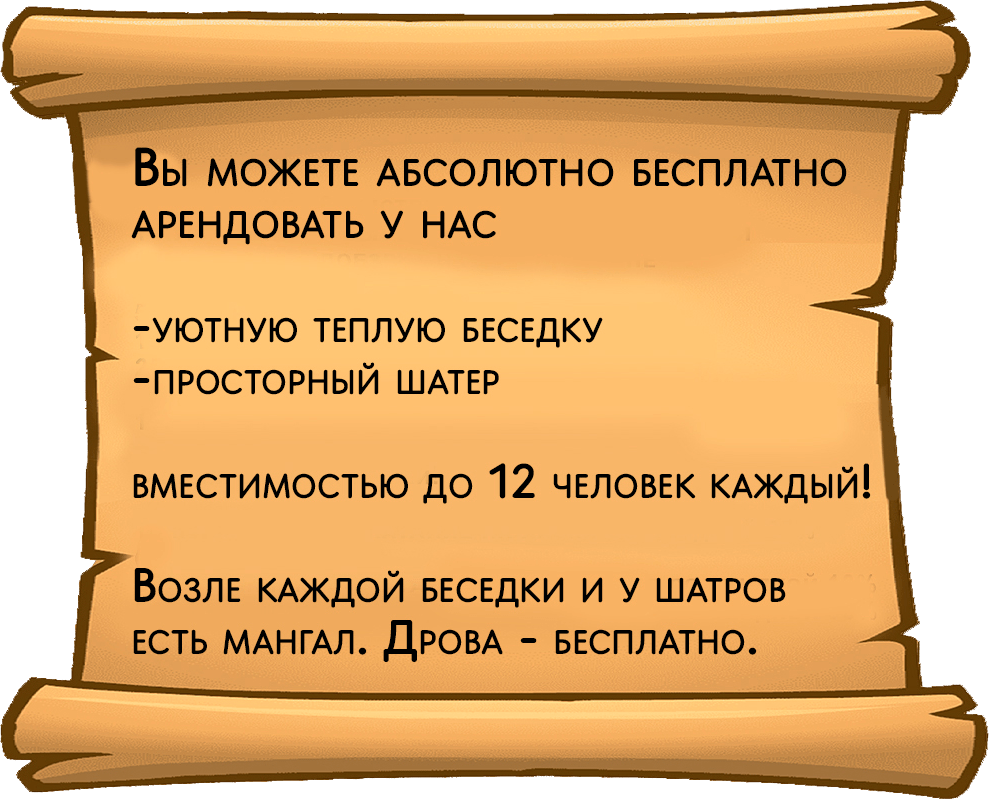 Вы можете абсолютно бесплатно
арендовать у нас
-уютную теплую беседку
-просторный шатер
вместимостью до 12 человек каждый!
Возле каждой беседки и у шатров
есть мангал. Дрова - бесплатно.